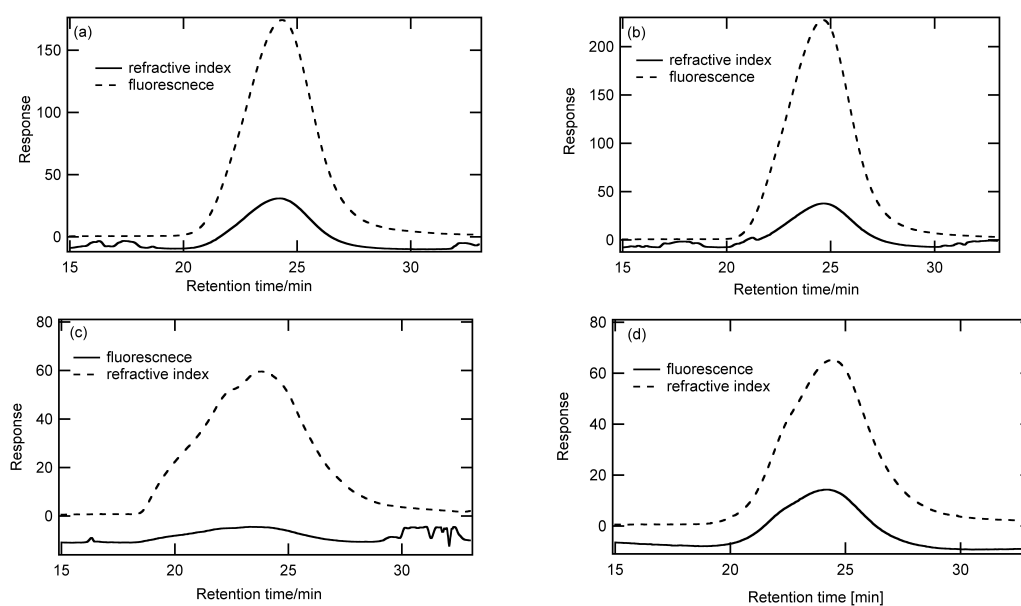 (a)
refractive index
fluorescnece
Response
150
100
50
0
15
20
25
30
Retention time/min
(b)
refractive index
fluorescence
Response
200
150
100
50
0
15
20
25
30
Retention time/min
(c)
fluorescnece
refractive index
Response
80
60
40
20
0
15
20
25
30
Retention time/min
(d)
fluorescence
refractive index
Response
80
60
40
20
0
15
20
25
30
Retention time [min]